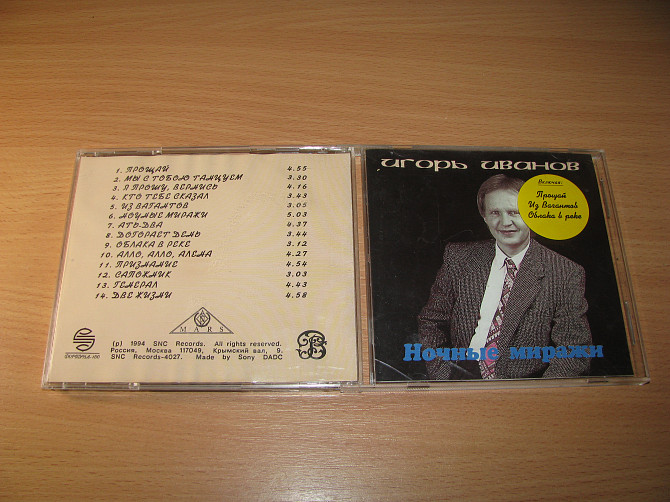 1. ПРОЩАЙ 4.55
2. МЫ С ТОБОЮ ТАНЦУЕМ 3.30
3. Я ПРОШУ, ВЕРНИСЬ 4.16
4. КТО ТЕБЕ СКАЗАЛ 3.43
5. ИЗ ВАГАНТОВ 3.05
6. НОЧНЫЕ МИРАЖИ 5.03
7. АТЬ-ДВА 4.37
8. ДОГОРАЕТ ДЕНЬ 3.44
9. ОБЛАКА В РЕКЕ 3.12
10. АЛЛО, АЛЛО, АЛЕНА 4.27
11. ПРИЗНАНИЕ 4.54
12. САПОЖНИК 3.03
13. ГЕНЕРАЛ 4.43
14. ДВЕ ЖИЗНИ 4.58
MARS
(p) 1994 SNC Records. All rights reserved.
Россия, Москва 117049, Крымский вал, 9.
SNC Records-4027. Made by Sony DADC
игорь иванов
Включая:
Прощай
Из Вагантов
Облака в реке
Ночные миражи